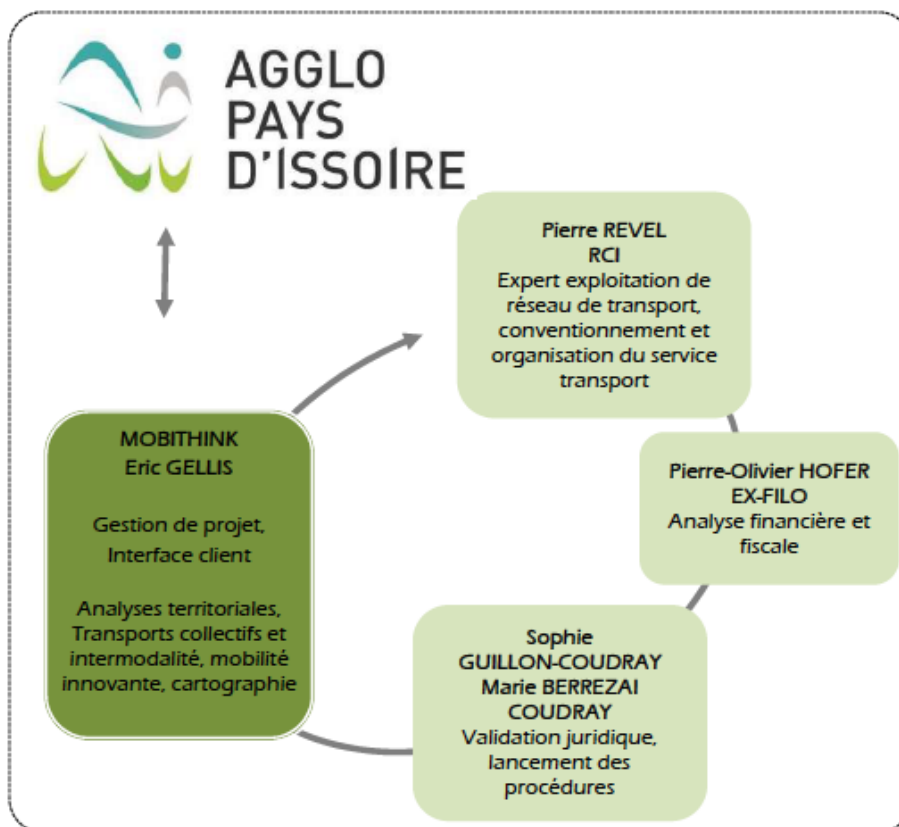 AGGLO
PAYS
D'ISSOIRE
Pierre REVEL
RCI
Expert exploitation de
réseau de transport,
conventionnement et
organisation du service
transport
MOBITHINK
Eric GELLIS
Gestion de projet,
Interface client
Analyses territoriales,
Transports collectifs et
intermodalité, mobilité
innovante, cartographie
Pierre-Olivier HOFER
EX-FILO
Analyse financière et
fiscale
Sophie
GUILLON-COUDRAY
Marie BERREZAI
COUDRAY
Validation juridique,
lancement des
procédures